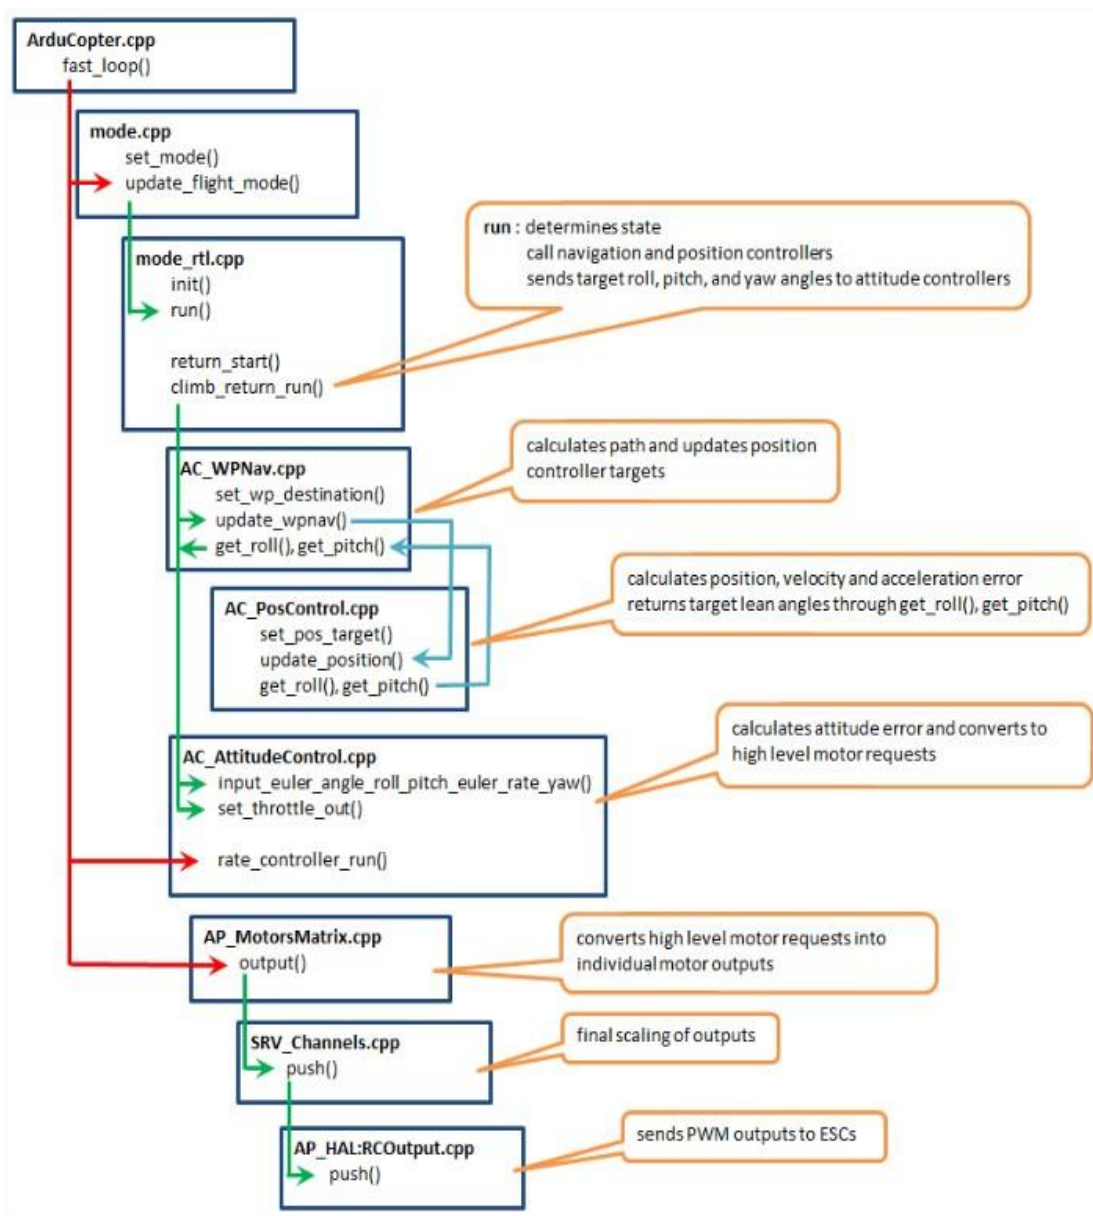 ArduCopter.cpp
fast_loop()
mode.cpp
set_mode()
update_flight_mode()
run : determines state
call navigation and position controllers
sends target roll, pitch, and yaw angles to attitude controllers
mode_rtl.cpp
init()
run()
return_start()
climb_return_run()
calculates path and updates position
controller targets
AC_WPNav.cpp
set_wp_destination()
update_wpnav()
get_roll(), get_pitch()
calculates position, velocity and acceleration error
returns target lean angles through get_roll(), get_pitch()
AC_PosControl.cpp
set_pos_target()
update_position()
get_roll(), get_pitch()
calculates attitude error and converts to
high level motor requests
AC_AttitudeControl.cpp
input_euler_angle_roll_pitch_euler_rate_yaw()
set_throttle_out()
rate_controller_run()
AP_MotorsMatrix.cpp
output()
converts high level motor requests into
individual motor outputs
SRV_Channels.cpp
push()
final scaling of outputs
AP_HAL:RCOutput.cpp
push()
sends PWM outputs to ESCs